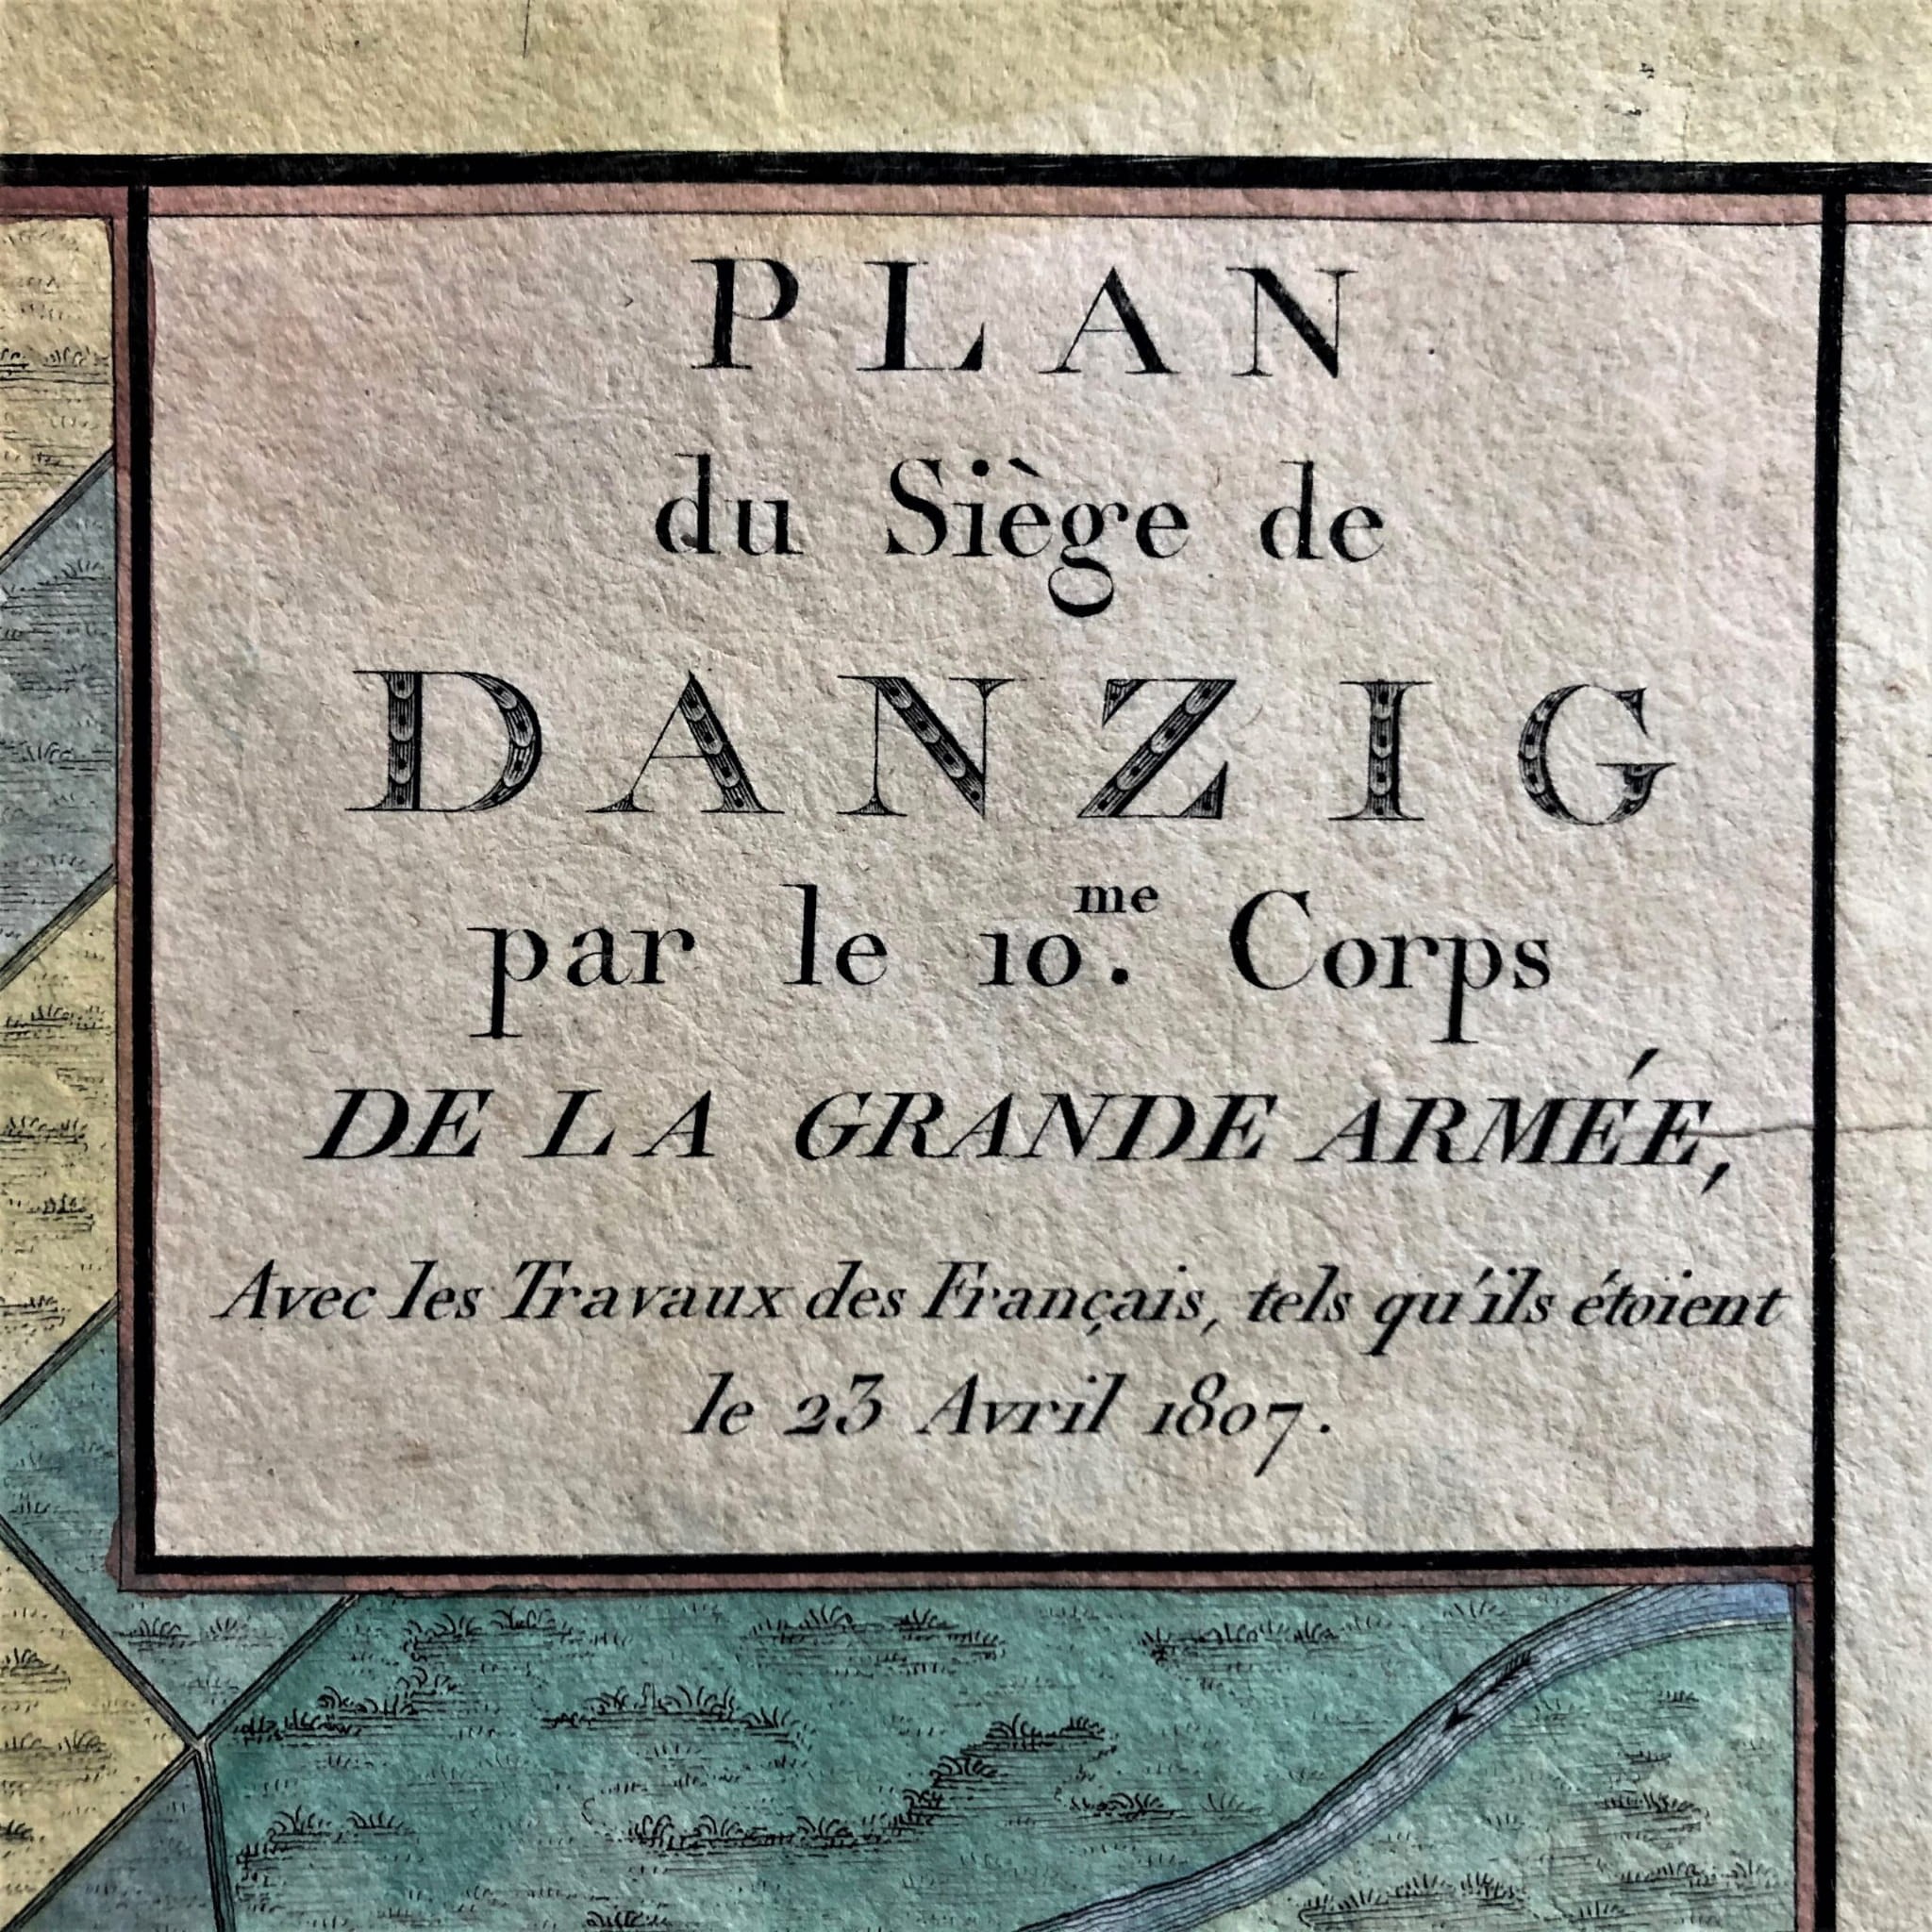 PLAN
du Siège de
DANZIG
par le 10.me Corps
DE LA GRANDE ARMÉE,
Avec les Travaux des Français, tels qu'ils étoient
le 23 Avril 1807.